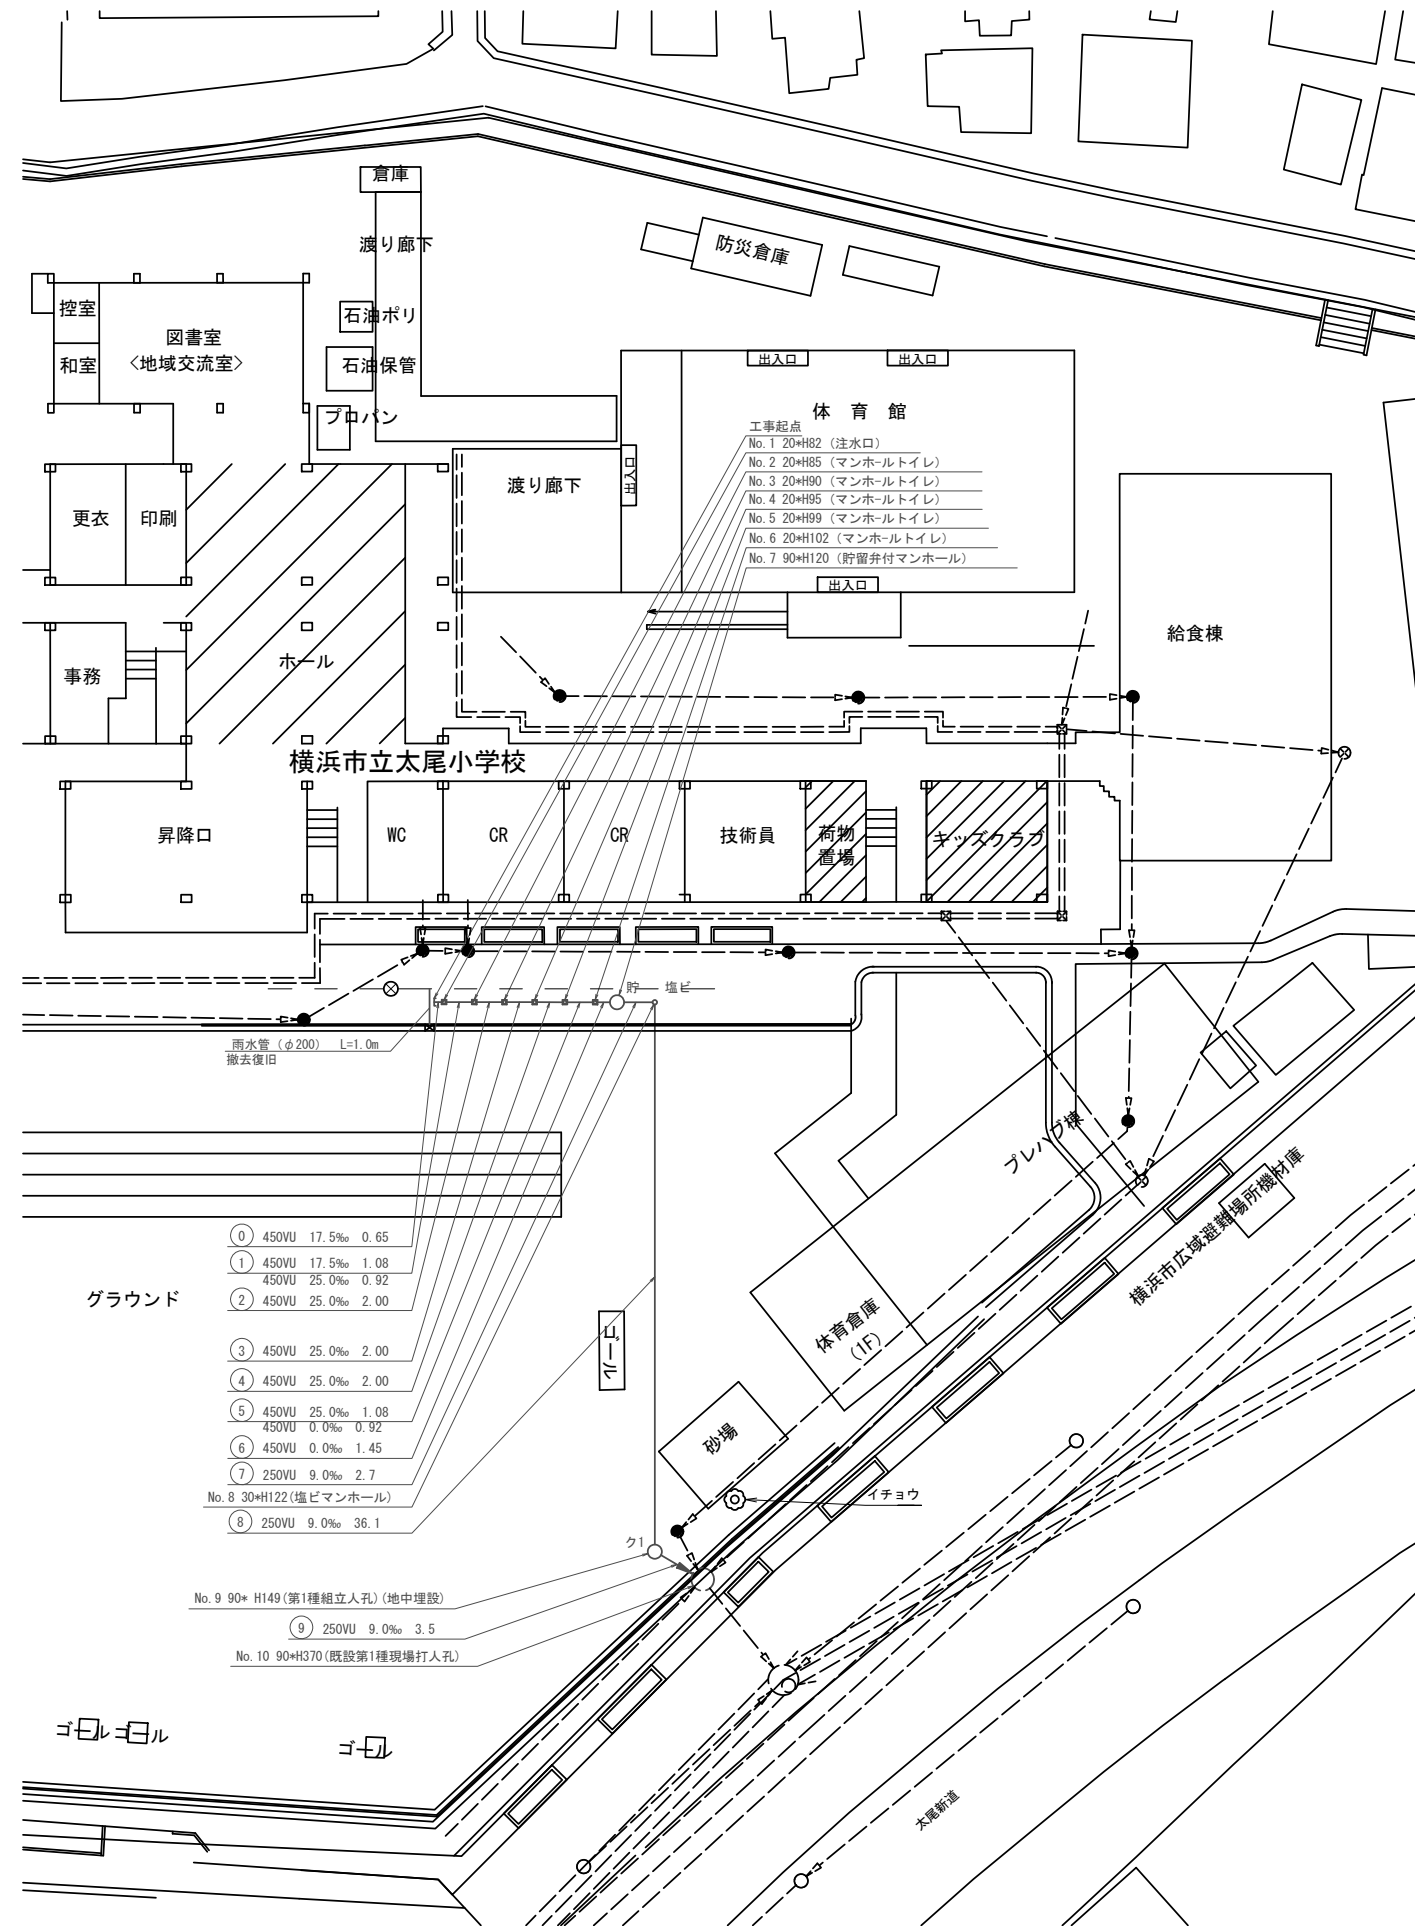 倉庫
渡り廊下
防災倉庫
控室
図書室
<地域交流室>
和室
石油ポリ
石油保管
プロパン
出入口
出入口
体 育 館
工事起点
No.1 20*H82 (注水口)
No.2 20*H85 (マンホールトイレ)
No.3 20*H90 (マンホールトイレ)
No.4 20*H95 (マンホールトイレ)
No.5 20*H99 (マンホールトイレ)
No.6 20*H102 (マンホールトイレ)
No.7 90*H120 (貯留弁付マンホール)
渡り廊下
出入口
更衣
印刷
出入口
給食棟
事務
ホール
横浜市立太尾小学校
昇降口
WC
CR
CR
技術員
荷物
置場
キッズクラブ
貯
塩ビ
雨水管 (φ200) L=1.0m
撤去復旧
プレハブ棟
横浜市広域避難場所機材庫
0 450VU 17.5‰ 0.65
1 450VU 17.5‰ 1.08
450VU 25.0‰ 0.92
2 450VU 25.0‰ 2.00
グラウンド
3 450VU 25.0‰ 2.00
4 450VU 25.0‰ 2.00
5 450VU 25.0‰ 1.08
450VU 0.0‰ 0.92
6 450VU 0.0‰ 1.45
7 250VU 9.0‰ 2.7
No.8 30*H122(塩ビマンホール)
8 250VU 9.0‰ 36.1
ゴール
体育倉庫
(1F)
砂場
イチョウ
ク1
No.9 90* H149(第1種組立人孔)(地中埋設)
9 250VU 9.0‰ 3.5
No.10 90*H370(既設第1種現場打人孔)
ゴール
ゴール
ゴール
太尾新道